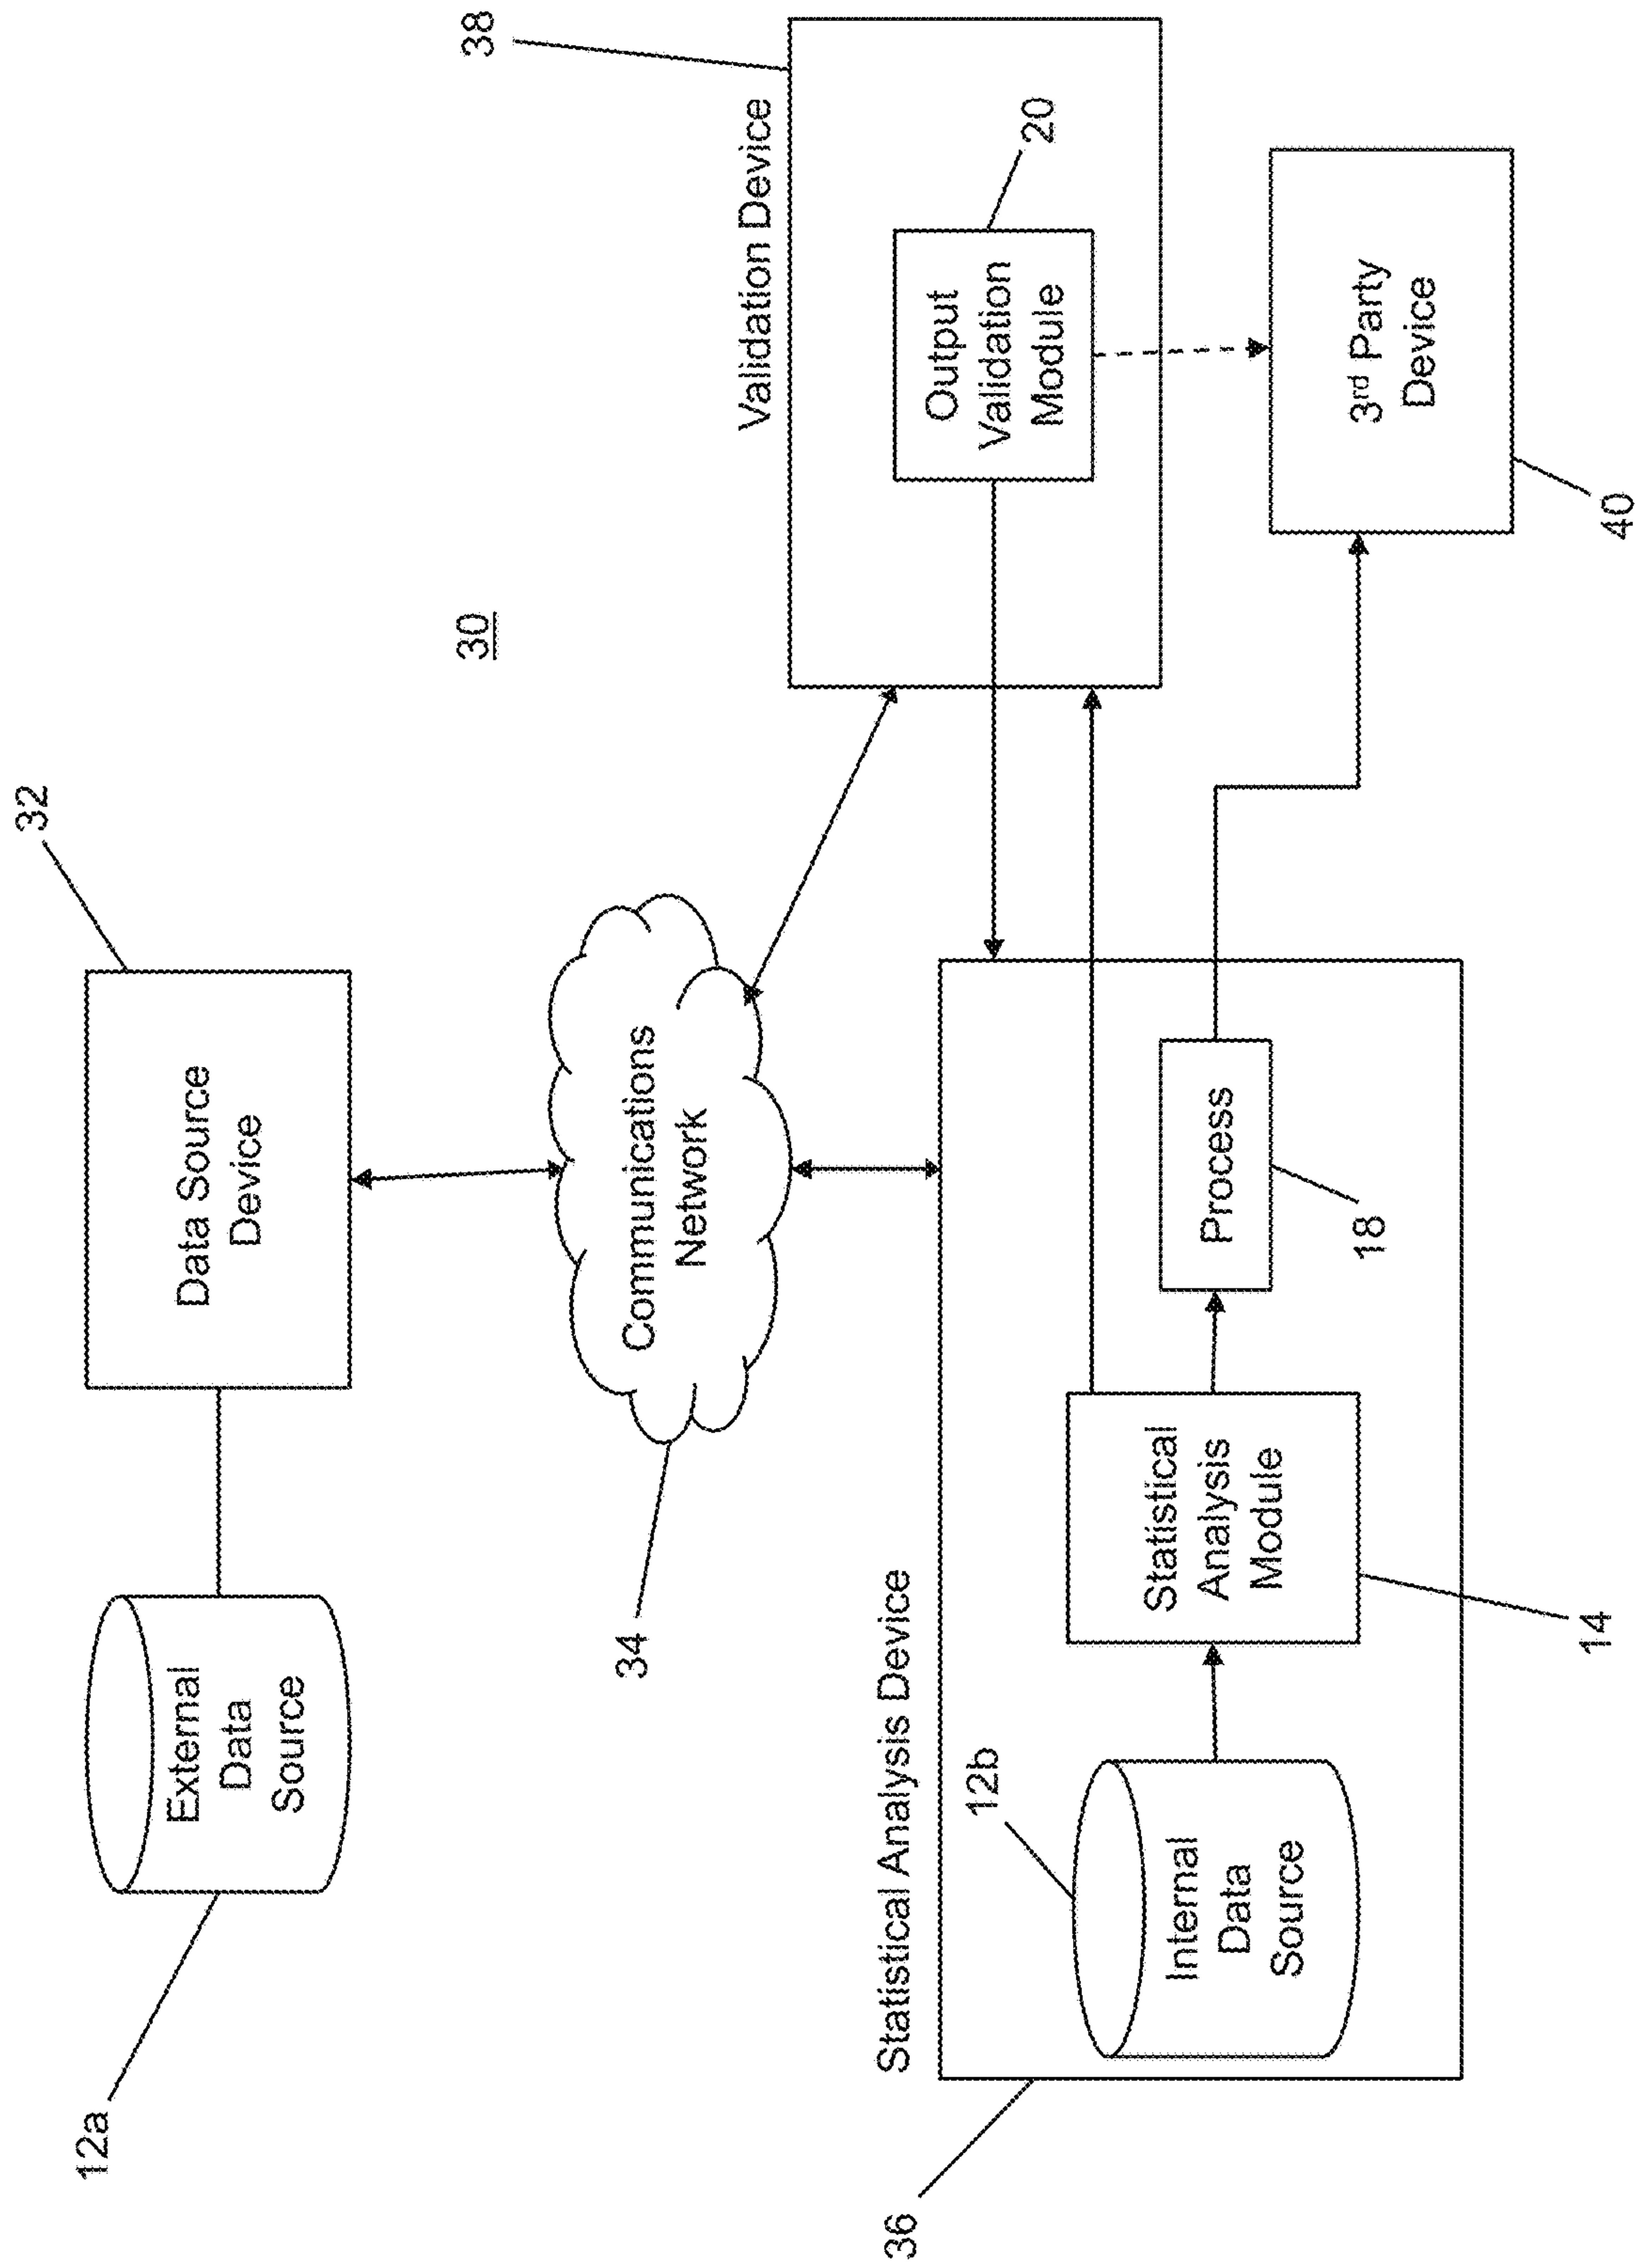 12a
External
Data
Source
Data Source
Device
32
34
Communications
Network
30
38
Validation Device
Output
Validation
Module
20
36
Statistical Analysis Device
12b
Internal
Data
Source
Statistical
Analysis
Module
14
Process
18
3rd Party
Device
40